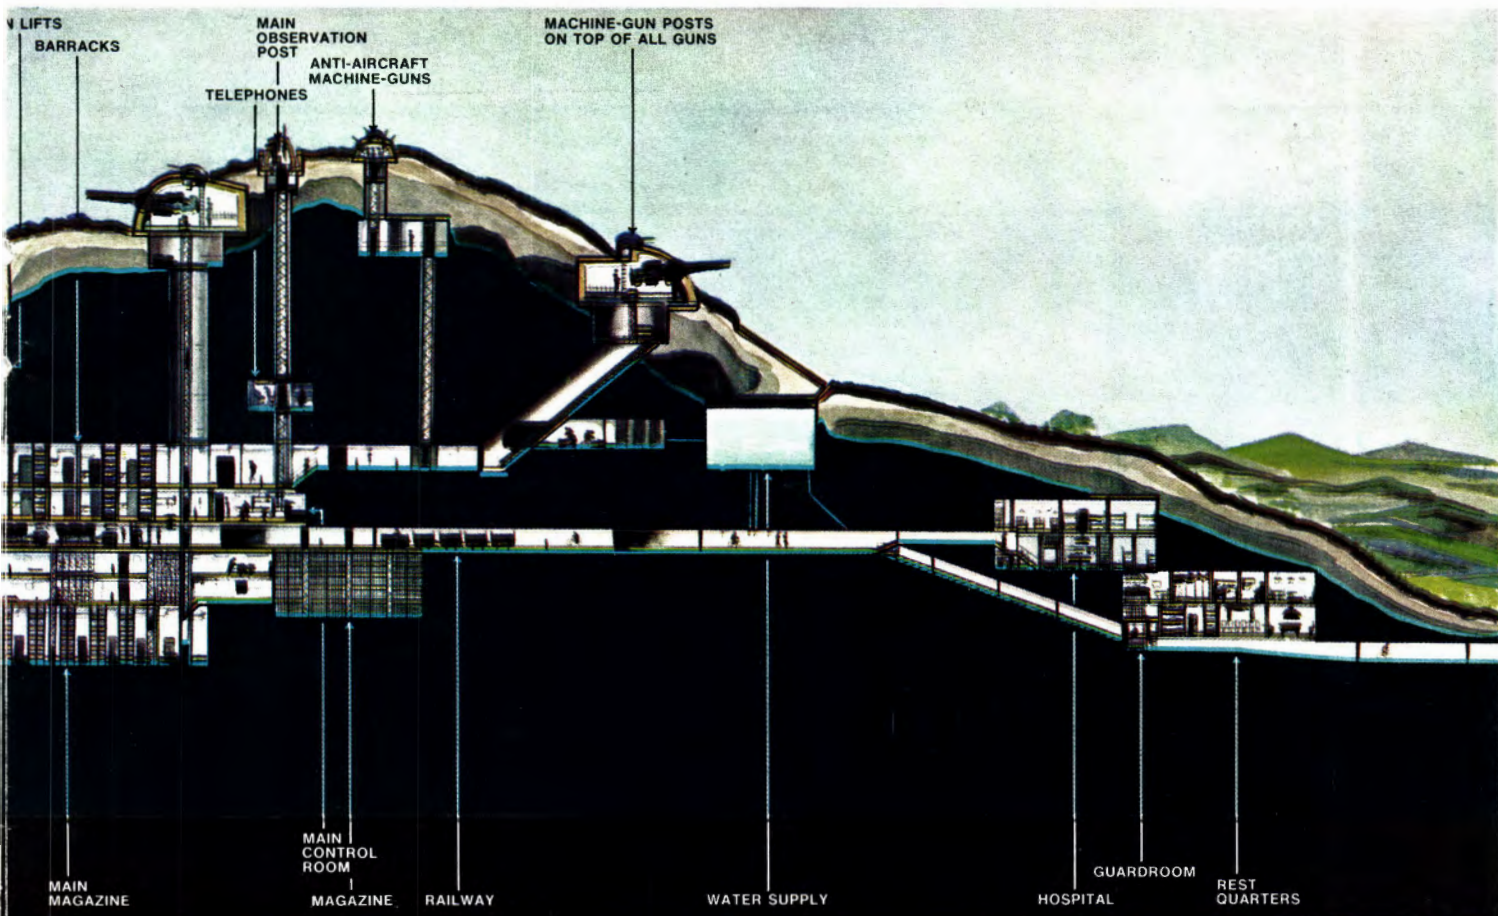 N LIFTS
BARRACKS
MAIN
OBSERVATION
POST
TELEPHONES
ANTI-AIRCRAFT
MACHINE-GUNS
MACHINE-GUN POSTS
ON TOP OF ALL GUNS
MAIN
MAGAZINE
MAIN
CONTROL
ROOM
MAGAZINE
RAILWAY
WATER SUPPLY
HOSPITAL
GUARDROOM
REST
QUARTERS